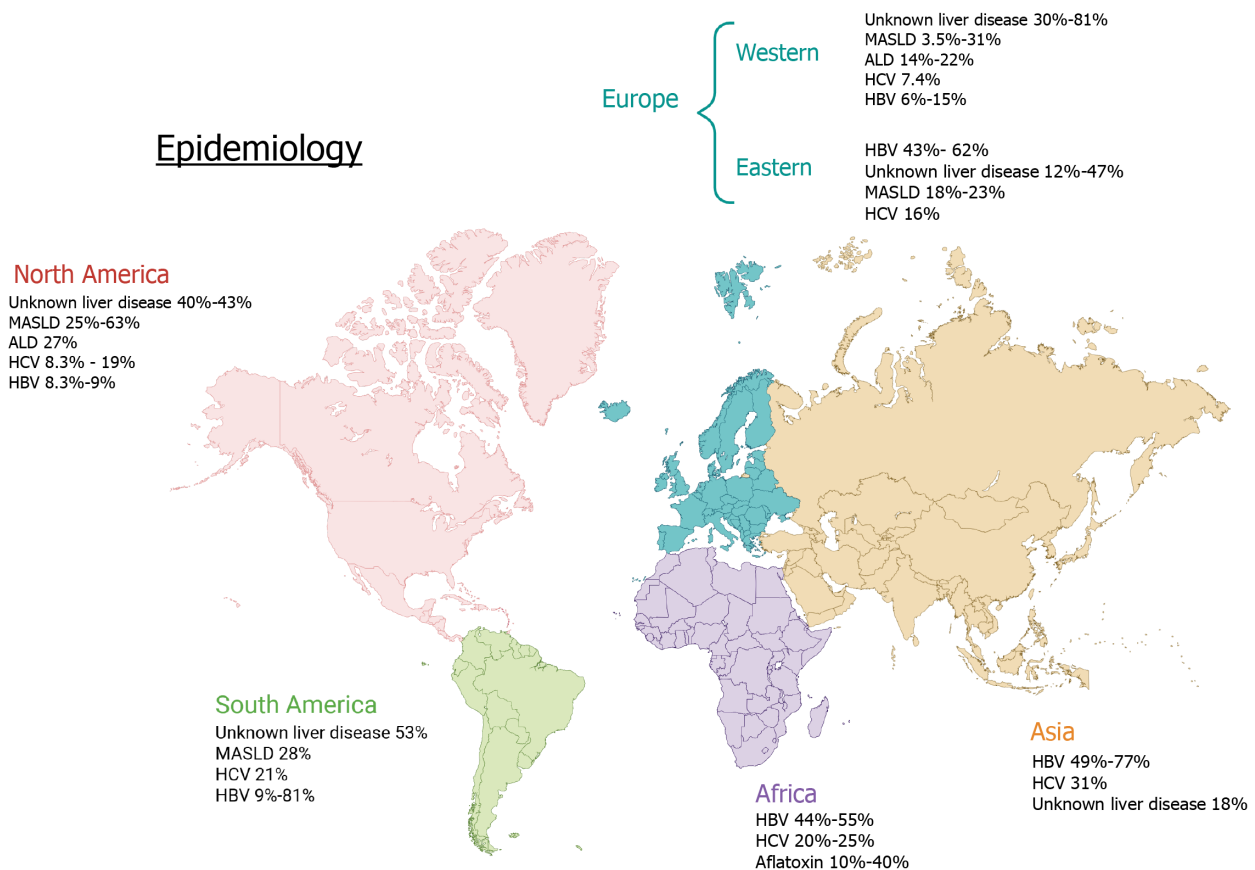 Epidemiology
Europe
Western
Unknown liver disease 30%-81%
MASLD 3.5%-31%
ALD 14%-22%
HCV 7.4%
HBV 6%-15%
Eastern
HBV 43%- 62%
Unknown liver disease 12%-47%
MASLD 18%-23%
HCV 16%
North America
Unknown liver disease 40%-43%
MASLD 25%-63%
ALD 27%
HCV 8.3% - 19%
HBV 8.3%-9%
South America
Unknown liver disease 53%
MASLD 28%
HCV 21%
HBV 9%-81%
Africa
HBV 44%-55%
HCV 20%-25%
Aflatoxin 10%-40%
Asia
HBV 49%-77%
HCV 31%
Unknown liver disease 18%